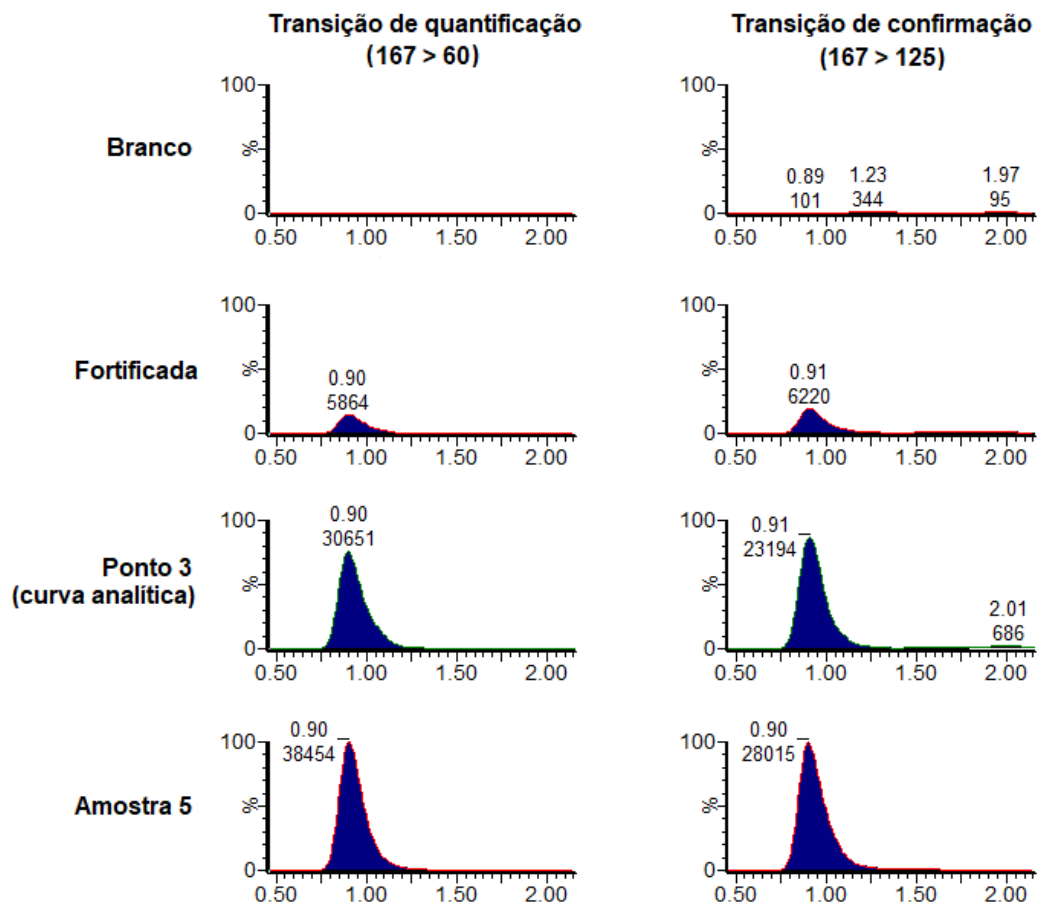 Transição de quantificação
(167 > 60)
Transição de confirmação
(167 > 125)
Branco
100
%
0
0.50 1.00 1.50 2.00
100
%
0
0.89
101
1.23
344
1.97
95
0.50 1.00 1.50 2.00
Fortificada
100
%
0
0.90
5864
0.50 1.00 1.50 2.00
100
%
0
0.91
6220
0.50 1.00 1.50 2.00
Ponto 3
(curva analítica)
100
%
0
0.90
30651
0.50 1.00 1.50 2.00
100
%
0
0.91
23194
2.01
686
0.50 1.00 1.50 2.00
Amostra 5
100
%
0
0.90
38454
0.50 1.00 1.50 2.00
100
%
0
0.90
28015
0.50 1.00 1.50 2.00